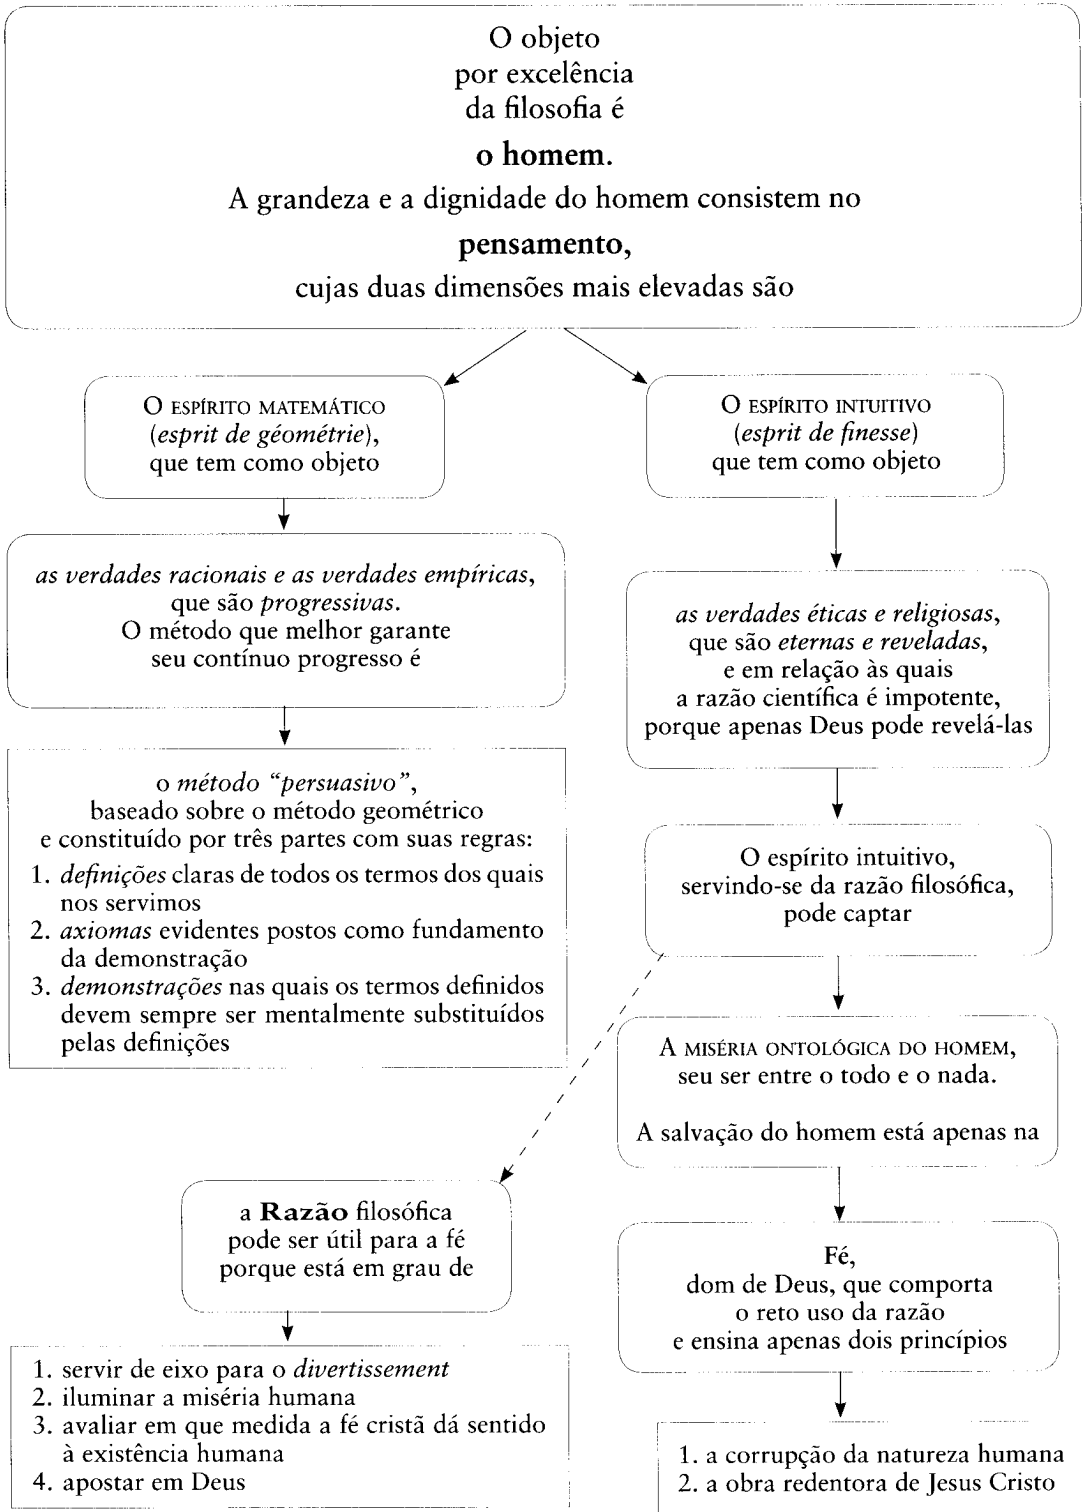 O objeto
por excelência
da filosofia é
o homem.
A grandeza e a dignidade do homem consistem no
pensamento,
cujas duas dimensões mais elevadas são
O ESPÍRITO MATEMÁTICO
(esprit de géométrie),
que tem como objeto
as verdades racionais e as verdades empíricas,
que são progressivas.
O método que melhor garante
seu contínuo progresso é
o método “persuasivo”,
baseado sobre o método geométrico
e constituído por três partes com suas regras:
1. definições claras de todos os termos dos quais
nos servimos
2. axiomas evidentes postos como fundamento
da demonstração
3. demonstrações nas quais os termos definidos
devem sempre ser mentalmente substituídos
pelas definições
O ESPÍRITO INTUITIVO
(esprit de finesse)
que tem como objeto
as verdades éticas e religiosas,
que são eternas e reveladas,
e em relação às quais
a razão científica é impotente,
porque apenas Deus pode revelá-las
O espírito intuitivo,
servindo-se da razão filosófica,
pode captar
A MISÉRIA ONTOLÓGICA DO HOMEM,
seu ser entre o todo e o nada.
A salvação do homem está apenas na
Fé,
dom de Deus, que comporta
o reto uso da razão
e ensina apenas dois princípios
1. a corrupção da natureza humana
2. a obra redentora de Jesus Cristo
a Razão filosófica
pode ser útil para a fé
porque está em grau de
1. servir de eixo para o divertissement
2. iluminar a miséria humana
3. avaliar em que medida a fé cristã dá sentido
à existência humana
4. apostar em Deus